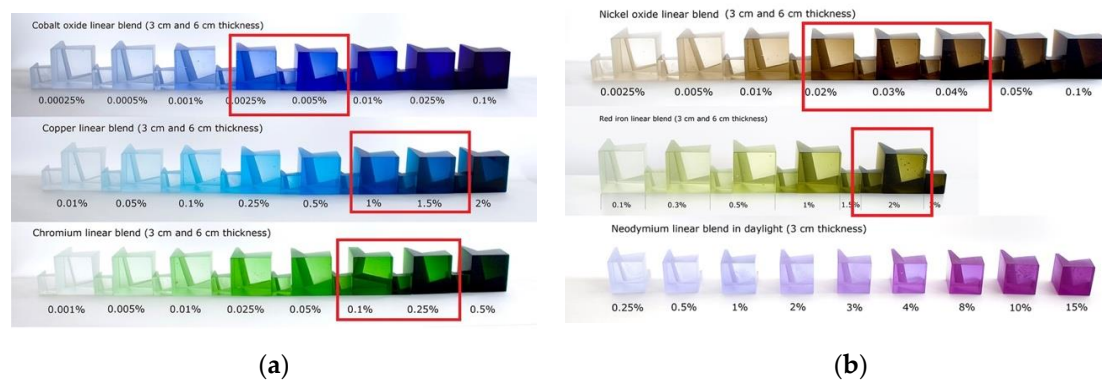 Cobalt oxide linear blend (3 cm and 6 cm thickness)
0.00025% 0.0005% 0.001% 0.0025% 0.005% 0.01% 0.025% 0.1%
Copper linear blend (3 cm and 6 cm thickness)
0.01% 0.05% 0.1% 0.25% 0.5% 1% 1.5% 2%
Chromium linear blend (3 cm and 6 cm thickness)
0.001% 0.005% 0.01% 0.025% 0.05% 0.1% 0.25% 0.5%
(a)
Nickel oxide linear blend (3 cm and 6 cm thickness)
0.0025% 0.005% 0.01% 0.02% 0.03% 0.04% 0.05% 0.1%
Red iron linear blend (3 cm and 6 cm thickness)
0.1% 0.3% 0.5% 1% 1.5% 2% 3%
Neodymium linear blend in daylight (3 cm thickness)
0.25% 0.5% 1% 2% 3% 4% 8% 10% 15%
(b)